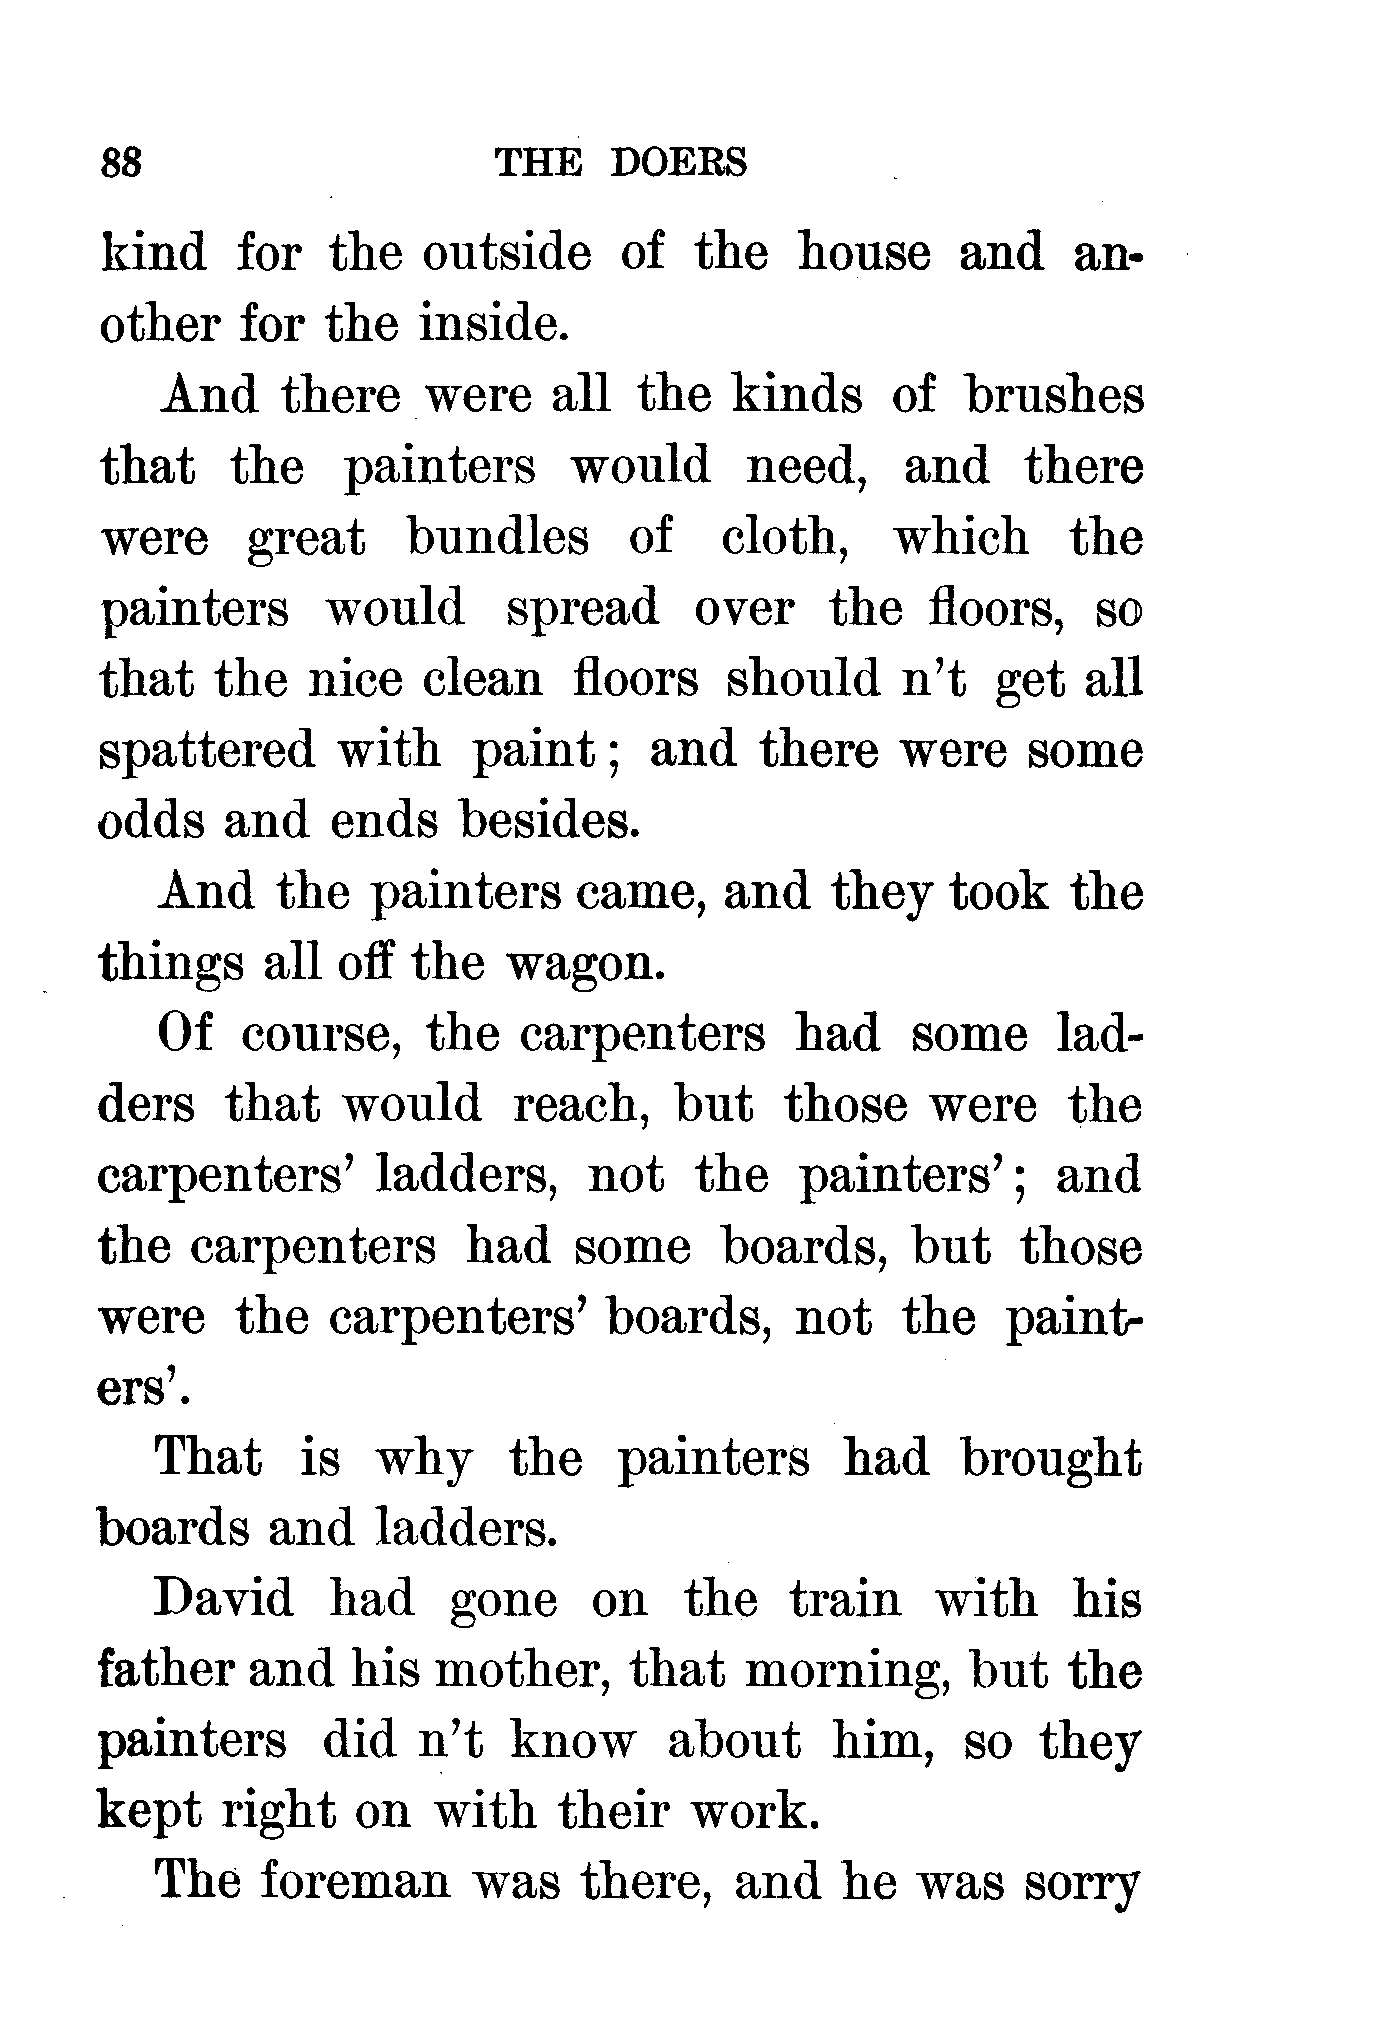 88 THE DOERS
kind for the outside of the house and an-
other for the inside.
And there were all the kinds of brushes
that the painters would need, and there
were great bundles of cloth, which the
painters would spread over the floors, so
that the nice clean floors should n't get all
spattered with paint ; and there were some
odds and ends besides.
And the painters came, and they took the
things all off the wagon.
Of course, the carpenters had some lad-
ders that would reach, but those were the
carpenters' ladders, not the painters' ; and
the carpenters had some boards, but those
were the carpenters' boards, not the paint-
ers'.
That is why the painters had brought
boards and ladders.
David had gone on the train with his
father and his mother, that morning, but the
painters did n't know about him, so they
kept right on with their work.
The foreman was there, and he was sorry